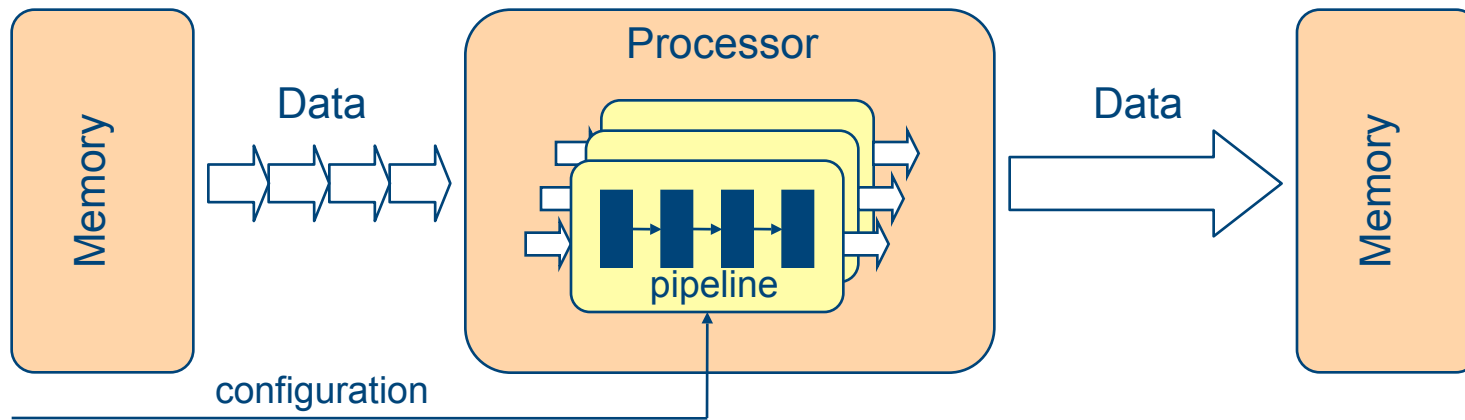 Memory
Data
Processor
pipeline
Data
Memory
configuration